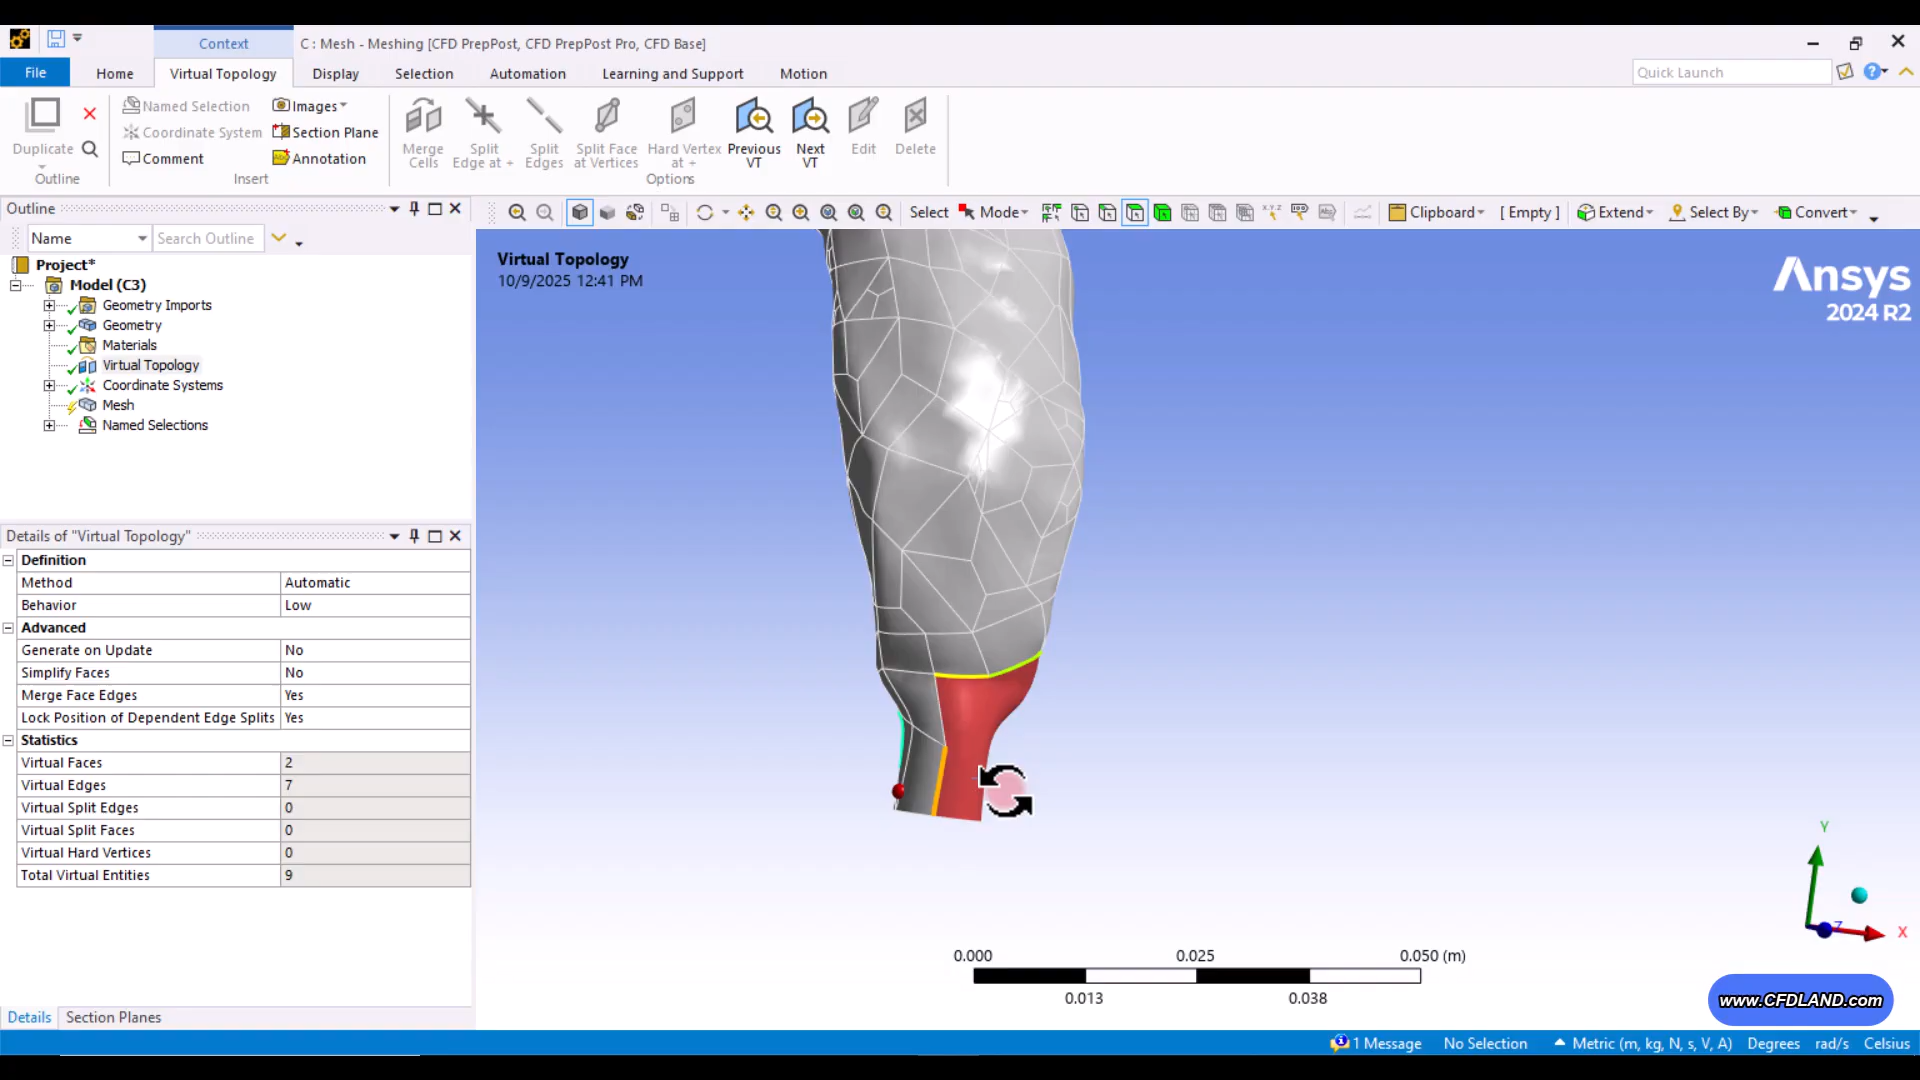 Context
C : Mesh - Meshing [CFD PrepPost, CFD PrepPost Pro, CFD Base]
File
Home
Virtual Topology
Display
Selection
Automation
Learning and Support
Motion
Quick Launch
Duplicate
Outline
Named Selection
Coordinate System
Comment
Images
Section Plane
Annotation
Insert
Merge
Cells
Split
Edge at +
Split
Edges
Split Face
at Vertices
Hard Vertex
at +
Previous
VT
Next
VT
Edit
Delete
Options
Outline
Name
Search Outline
Select
Mode
Clipboard
[ Empty ]
Extend
Select By
Convert
Project*
Model (C3)
Geometry Imports
Geometry
Materials
Virtual Topology
Coordinate Systems
Mesh
Named Selections
Virtual Topology
10/9/2025 12:41 PM
Ansys
2024 R2
Details of "Virtual Topology"
Definition
Method Automatic
Behavior Low
Advanced
Generate on Update No
Simplify Faces No
Merge Face Edges Yes
Lock Position of Dependent Edge Splits Yes
Statistics
Virtual Faces 2
Virtual Edges 7
Virtual Split Edges 0
Virtual Split Faces 0
Virtual Hard Vertices 0
Total Virtual Entities 9
Y
Z
X
0.000 0.025 0.050 (m)
0.013 0.038
www.CFDLAND.com
Details
Section Planes
1 Message
No Selection
Metric (m, kg, N, s, V, A)
Degrees
rad/s
Celsius